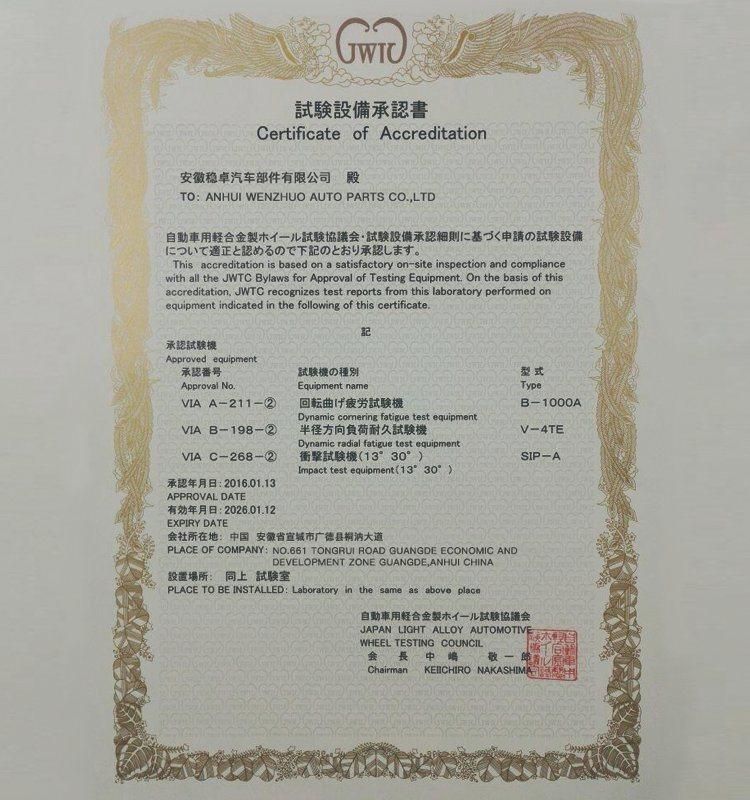 JWTC
試験設備承認書
Certificate of Accreditation
安徽稳卓汽车部件有限公司 殿
TO: ANHUI WENZHUO AUTO PARTS CO.,LTD
自動車用軽合金製ホイール試験協議会・試験設備承認細則に基づく申請の試験設備
について適正と認めるので下記のとおり承認します。
This accreditation is based on a satisfactory on-site inspection and compliance
with all the JWTC Bylaws for Approval of Testing Equipment. On the basis of this
accreditation, JWTC recognizes test reports from this laboratory performed on
equipment indicated in the following of this certificate.
記
承認試験機
Approved equipment
承認番号 試験機の種別 型式
Approval No. Equipment name Type
VIA A-211-② 回転曲げ疲労試験機 B-1000A
Dynamic cornering fatigue test equipment
VIA B-198-② 半径方向負荷耐久試験機 V-4TE
Dynamic radial fatigue test equipment
VIA C-268-② 衝撃試験機(13°30°) SIP-A
Impact test equipment(13°30°)
承認年月日: 2016.01.13
APPROVAL DATE
有効年月日: 2026.01.12
EXPIRY DATE
会社所在地: 中国 安徽省宣城市广德县桐汭大道
PLACE OF COMPANY: NO.661 TONGRUI ROAD GUANGDE ECONOMIC AND
DEVELOPMENT ZONE GUANGDE,ANHUI CHINA
設置場所: 同上 試験室
PLACE TO BE INSTALLED: Laboratory in the same as above place
自動車用軽合金製ホイール試験協議会
JAPAN LIGHT ALLOY AUTOMOTIVE
WHEEL TESTING COUNCIL
会長 中嶋 敬一郎
Chairman KEIICHIRO NAKASHIMA